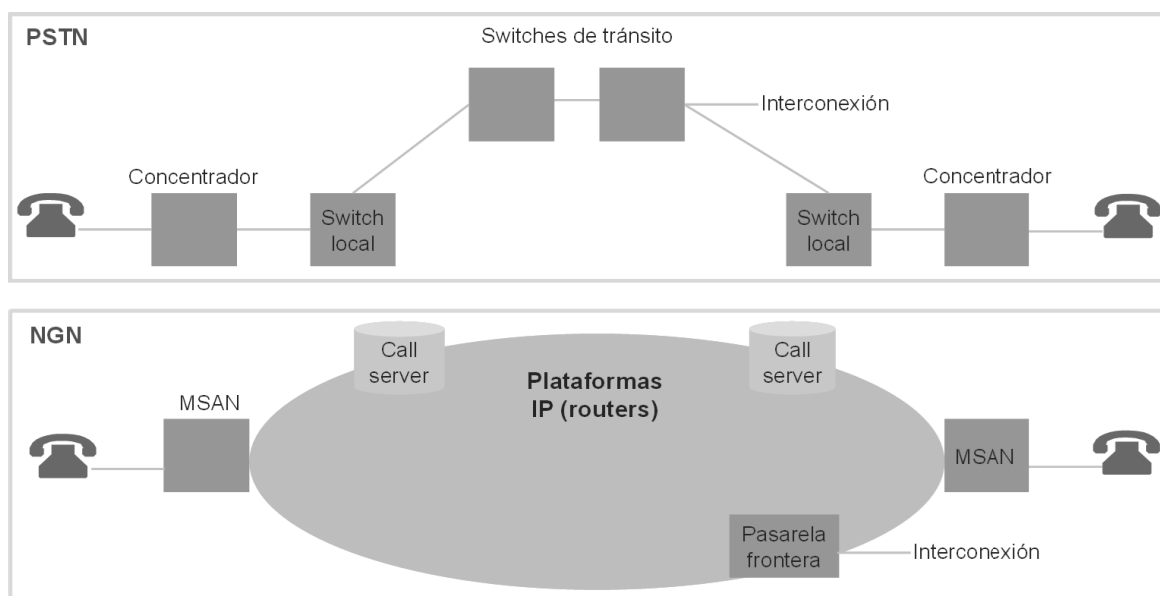 PSTN
Switches de tránsito
Interconexión
Concentrador
Concentrador
Switch
local
Switch
local
NGN
Call
server
Call
server
Plataformas
IP (routers)
MSAN
MSAN
Pasarela
frontera
Interconexión